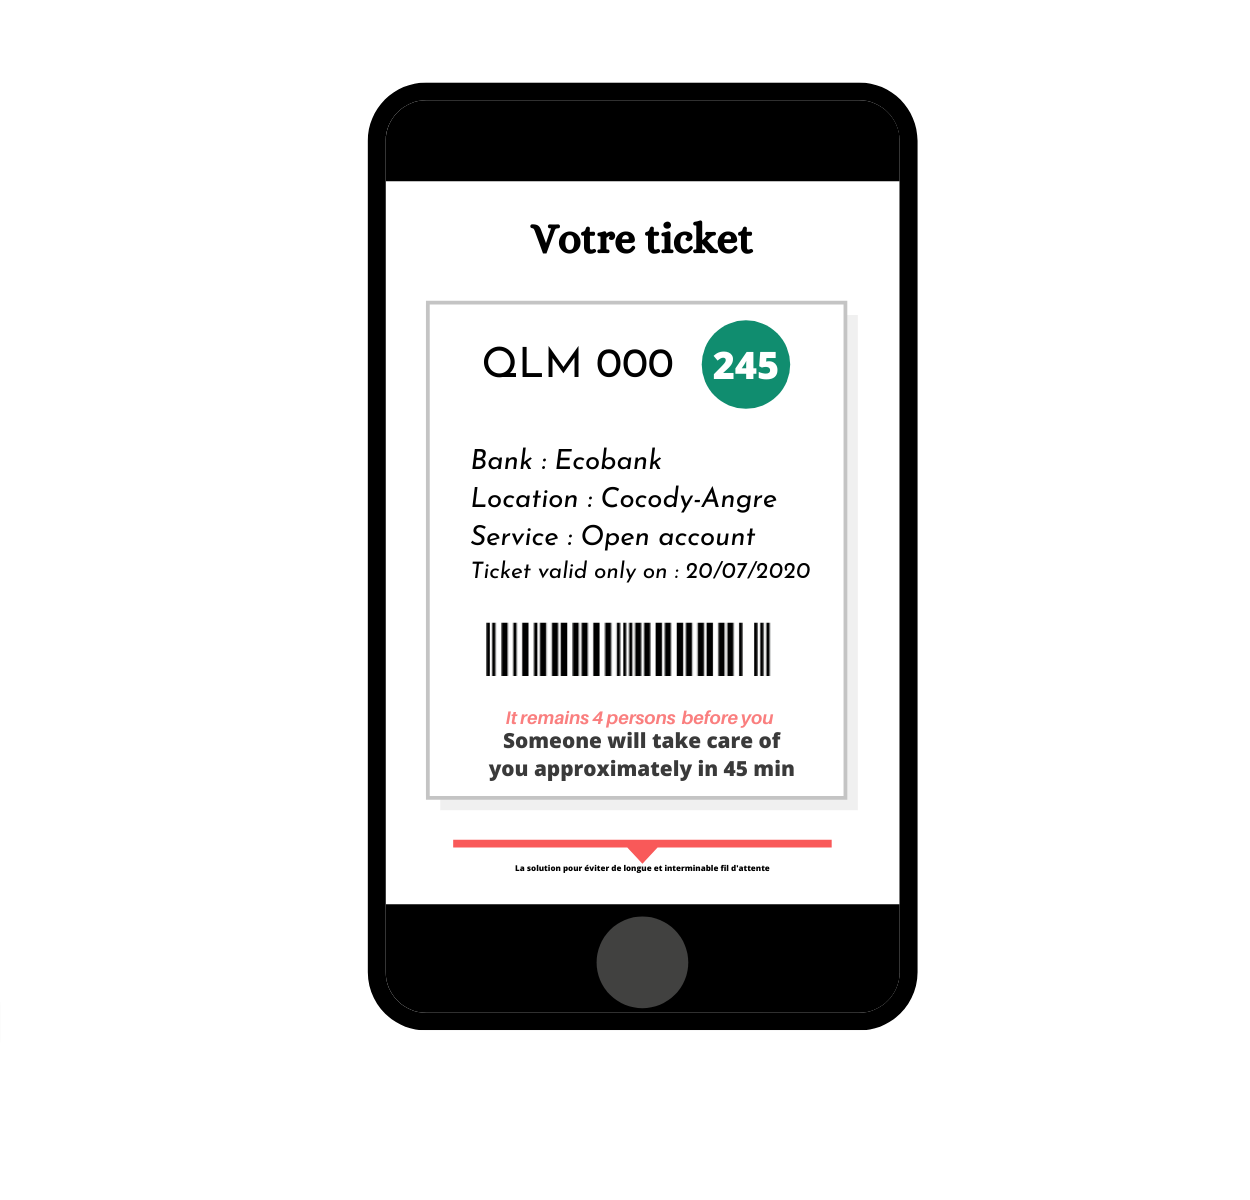 Votre ticket
QLM 000 245
Bank : Ecobank
Location : Cocody-Angre
Service : Open account
Ticket valid only on : 20/07/2020
It remains 4 persons before you
Someone will take care of
you approximately in 45 min
La solution pour éviter de longue et interminable fil d'attente